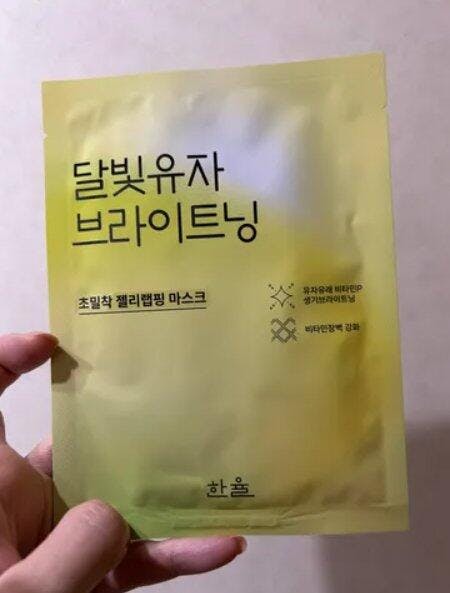 달빛유자
브라이트닝
초밀착 젤리랩핑 마스크
유자유래 비타민P
생기브라이트닝
비타민장벽 강화
한율